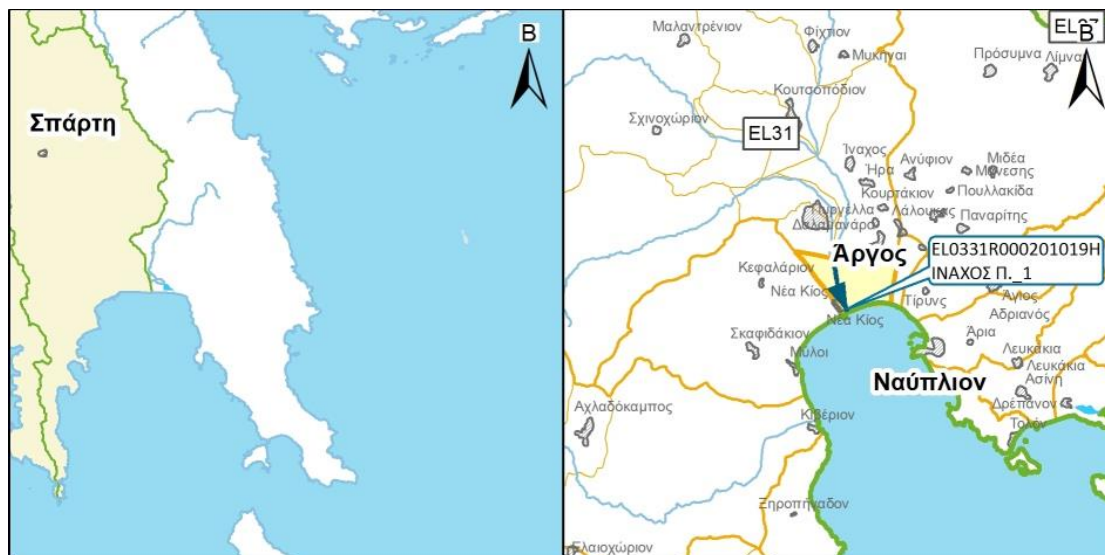 Β
Σπάρτη
Μαλαντρένιον
Φίχτιον
Μυκήναι
Πρόσυμνα
Λίμναι
Β
Κουτσοπόδιον
Σχινοχώριον
EL31
Ίναχος
Ήρα
Ανύφιον
Μιδέα
Μάνεσης
Κουρτάκιον
Πουλλακίδα
Πυργέλλα
Λάλουκας
Παναρίτης
Δαλαμανάρα
Άργος
EL0331R000201019H
ΙΝΑΧΟΣ Π._1
Κεφαλάριον
Νέα Κίος
Τίρυνς
Άγιος
Αδριανός
Νέα Κίος
Σκαφιδάκιον
Μύλοι
Άρια
Λευκάκια
Λευκάκια
Ασίνη
Ναύπλιον
Δρέπανον
Αχλαδόκαμπος
Κιβέριον
Τολόν
Ξηροπήγαδον
Ελαιοχώριον